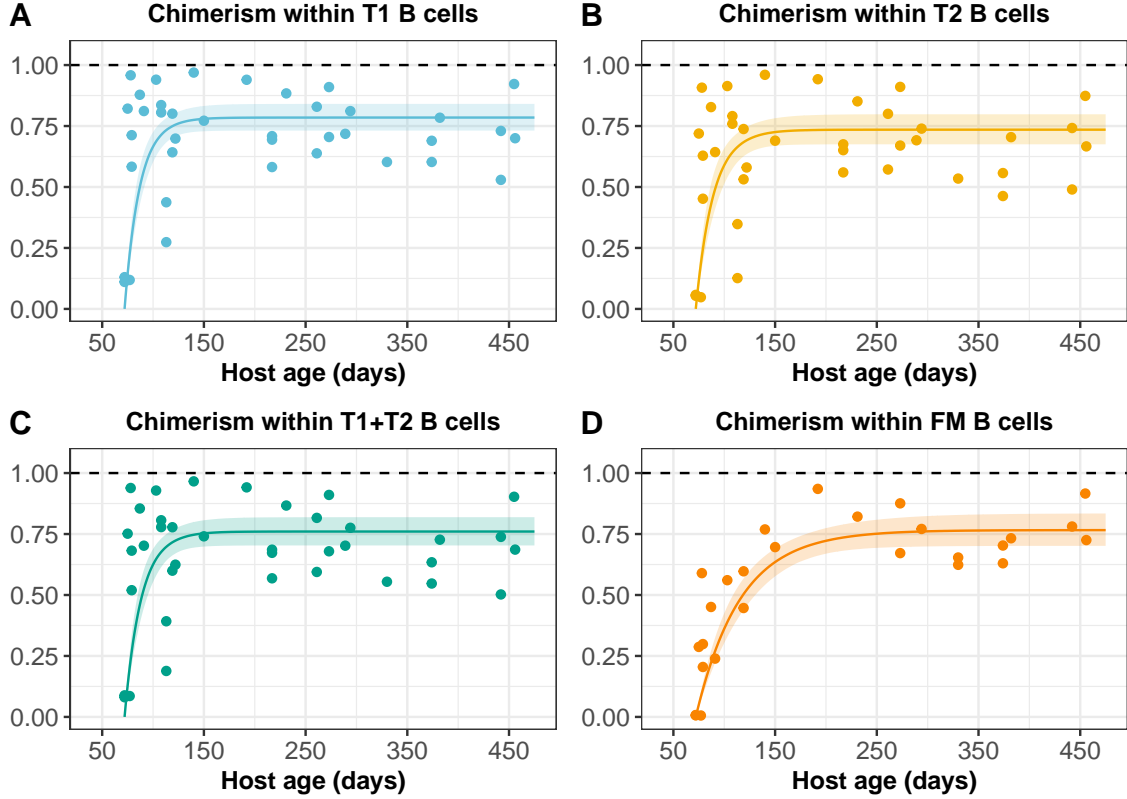 A Chimerism within T1 B cells
1.00
0.75
0.50
0.25
0.00
50 150 250 350 450
Host age (days)
B Chimerism within T2 B cells
1.00
0.75
0.50
0.25
0.00
50 150 250 350 450
Host age (days)
C Chimerism within T1+T2 B cells
1.00
0.75
0.50
0.25
0.00
50 150 250 350 450
Host age (days)
D Chimerism within FM B cells
1.00
0.75
0.50
0.25
0.00
50 150 250 350 450
Host age (days)